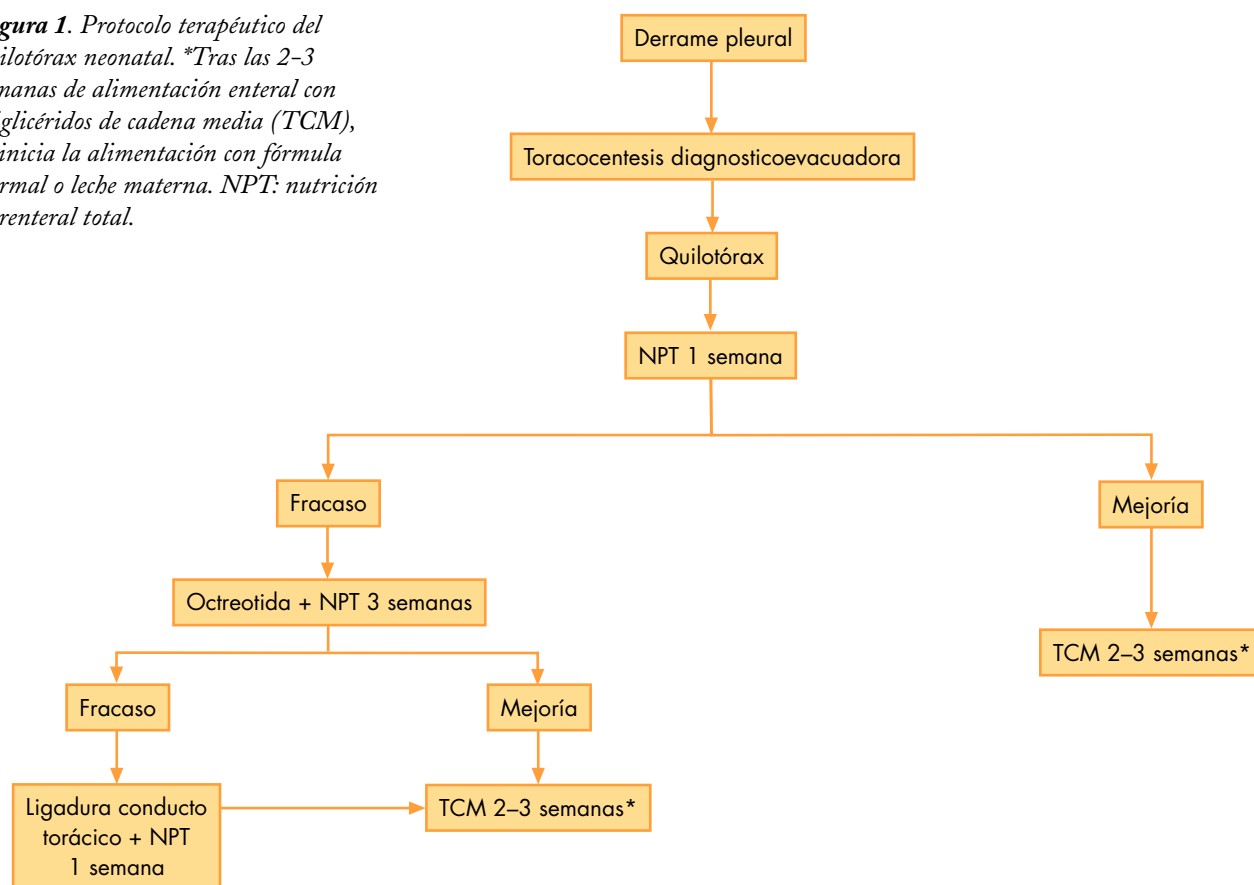 gura 1. Protocolo terapéutico del
ilotórax neonatal. *Tras las 2-3
manas de alimentación enteral con
glicéridos de cadena media (TCM),
inicia la alimentación con fórmula
rmal o leche materna. NPT: nutrición
renteral total.
Derrame pleural
Toracocentesis diagnosticoevacuadora
Quilotórax
NPT 1 semana
Fracaso
Mejoría
Octreotida + NPT 3 semanas
TCM 2–3 semanas*
Fracaso
Mejoría
Ligadura conducto
torácico + NPT
1 semana
TCM 2–3 semanas*